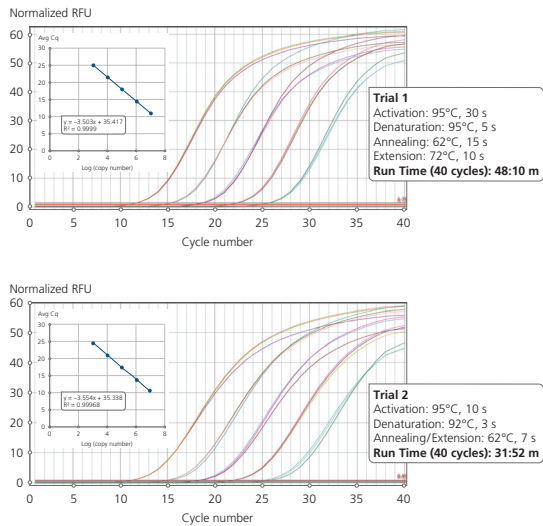 Normalized RFU
60
50
40
30
20
10
0
Avg Cq
30
25
20
15
10
5
0
y = −3.503x + 35.417
R² = 0.9999
0 2 4 6 8
Log (copy number)
Trial 1
Activation: 95°C, 30 s
Denaturation: 95°C, 5 s
Annealing: 62°C, 15 s
Extension: 72°C, 10 s
Run Time (40 cycles): 48:10 m
0 5 10 15 20 25 30 35 40
Cycle number
Normalized RFU
60
50
40
30
20
10
0
Avg Cq
30
25
20
15
10
5
0
y = −3.554x + 35.338
R² = 0.99968
0 2 4 6 8
Log (copy number)
Trial 2
Activation: 95°C, 10 s
Denaturation: 92°C, 3 s
Annealing/Extension: 62°C, 7 s
Run Time (40 cycles): 31:52 m
0 5 10 15 20 25 30 35 40
Cycle number